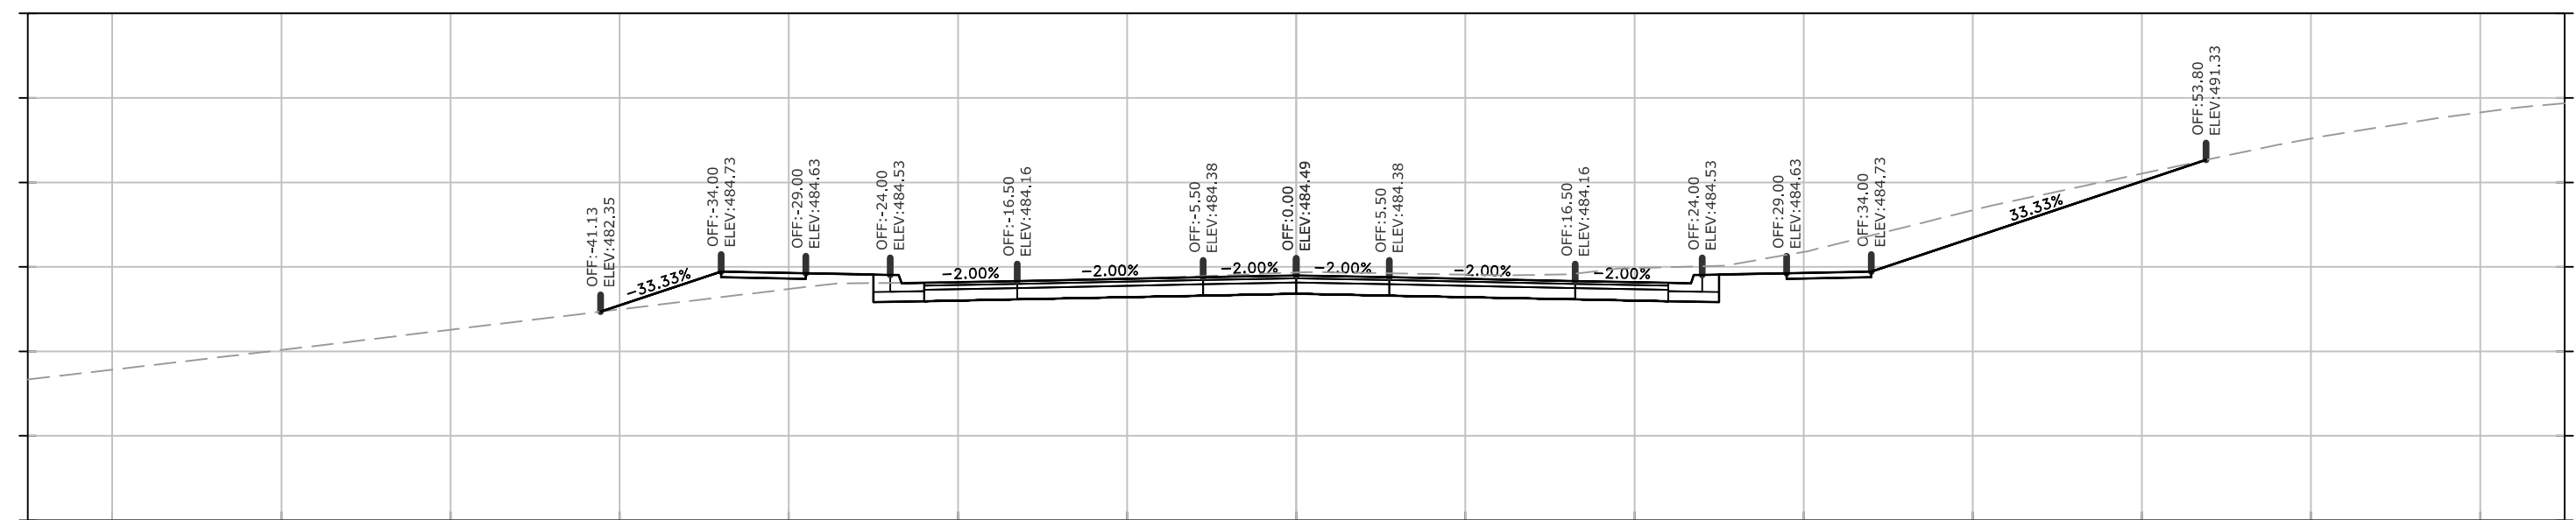 OFF:-41.13
ELEV:482.35
-33.33%
OFF:-34.00
ELEV:484.73
OFF:-29.00
ELEV:484.63
OFF:-24.00
ELEV:484.53
-2.00%
OFF:-16.50
ELEV:484.16
-2.00%
OFF:-5.50
ELEV:484.38
-2.00%
OFF:0.00
ELEV:484.49
-2.00%
OFF:5.50
ELEV:484.38
-2.00%
OFF:16.50
ELEV:484.16
-2.00%
OFF:24.00
ELEV:484.53
OFF:29.00
ELEV:484.63
OFF:34.00
ELEV:484.73
33.33%
OFF:53.80
ELEV:491.33